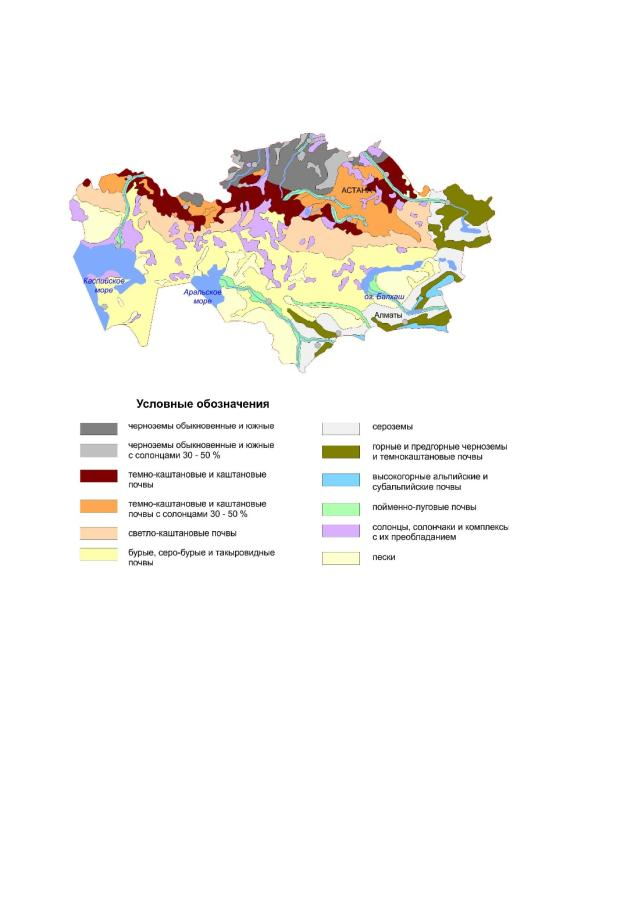 АСТАНА
Каспийское
море
Аральское
море
оз. Балхаш
Алматы
Условные обозначения
черноземы обыкновенные и южные
черноземы обыкновенные и южные
с солонцами 30 - 50 %
темно-каштановые и каштановые
почвы
темно-каштановые и каштановые
почвы с солонцами 30 - 50 %
светло-каштановые почвы
бурые, серо-бурые и такыровидные
почвы
сероземы
горные и предгорные черноземы
и темнокаштановые почвы
высокогорные альпийские и
субальпийские почвы
пойменно-луговые почвы
солонцы, солончаки и комплексы
с их преобладанием
пески